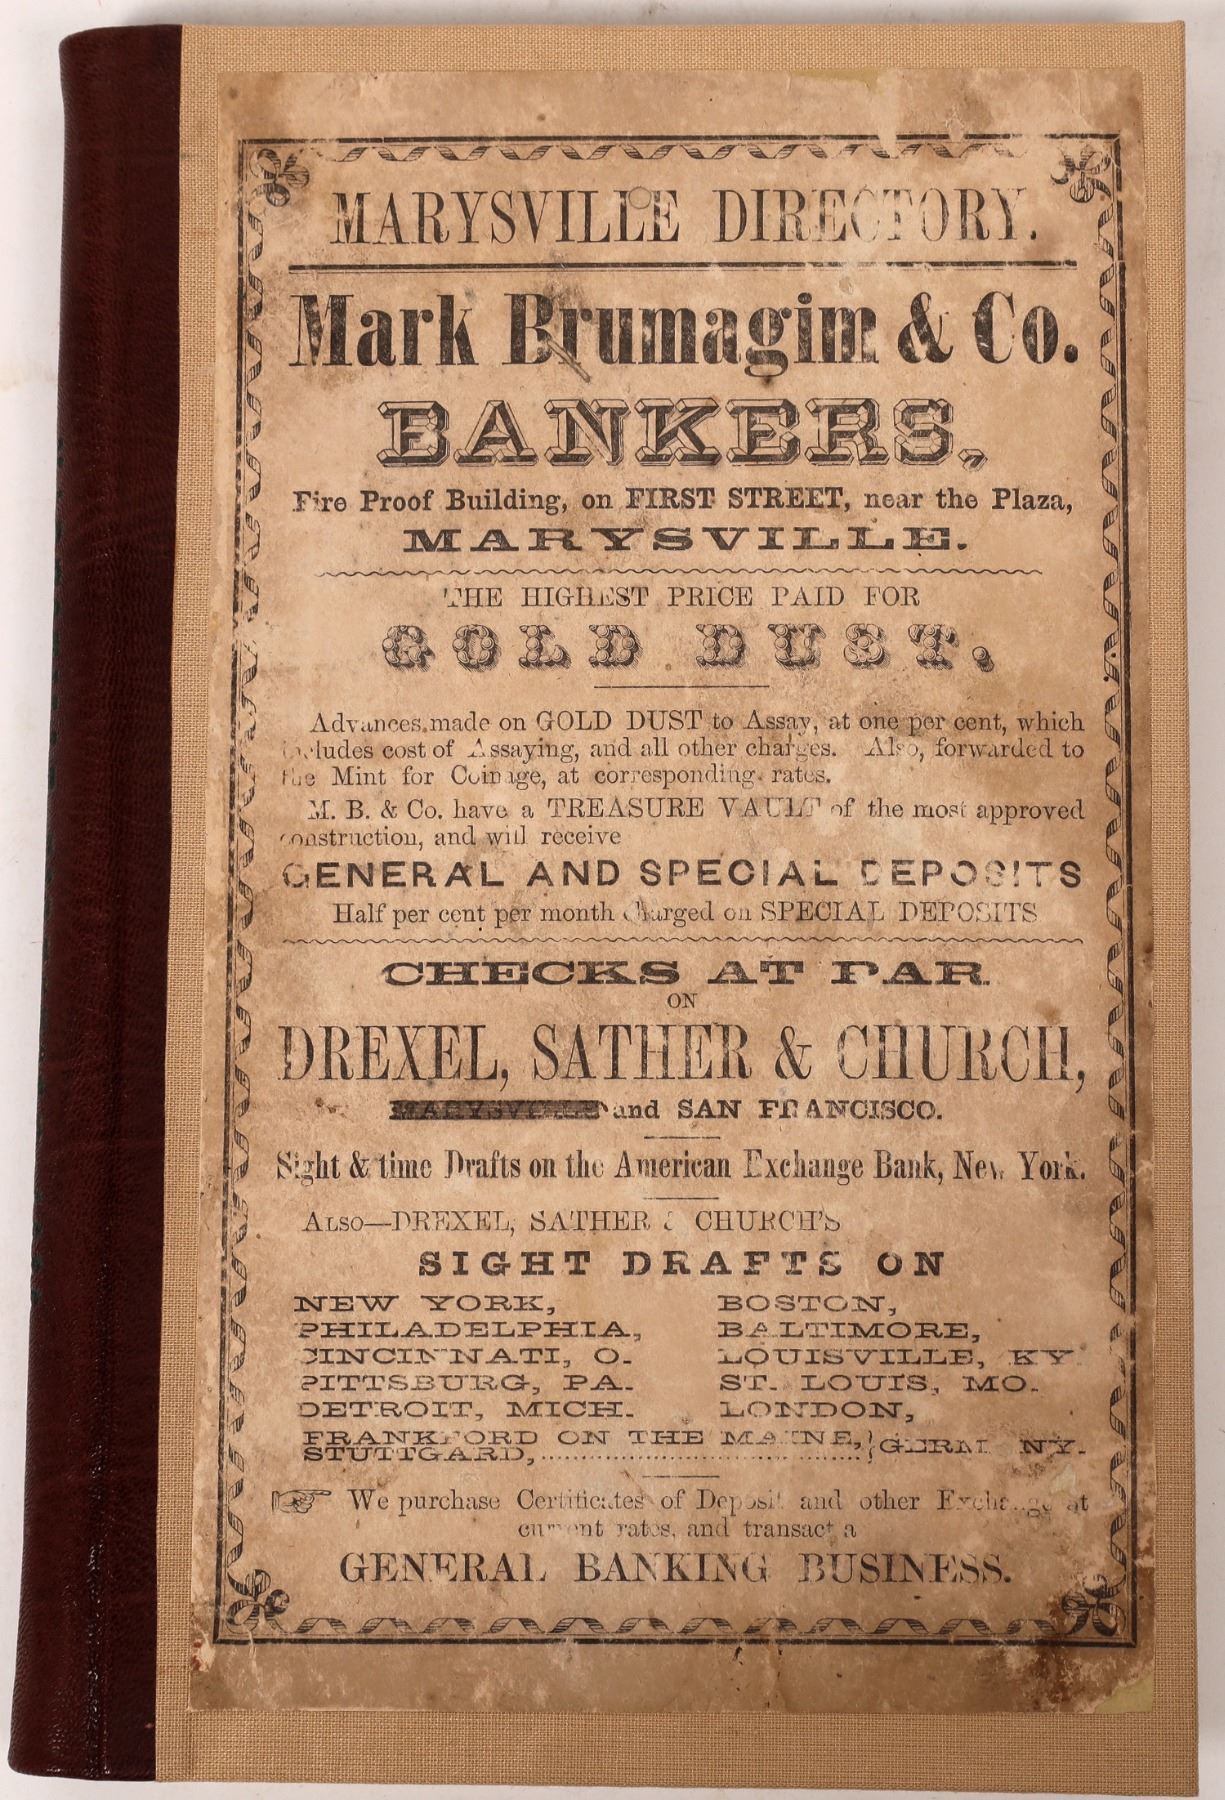 MARYSVILLE DIRECTORY.
Mark Brumagim & Co.
BANKERS,
Fire Proof Building, on FIRST STREET, near the Plaza,
MARYSVILLE.
THE HIGHEST PRICE PAID FOR
GOLD DUST.
Advances made on GOLD DUST to Assay, at one per cent, which
includes cost of Assaying, and all other charges. Also, forwarded to
the Mint for Coinage, at corresponding rates.
M. B. & Co. have a TREASURE VAULT of the most approved
construction, and will receive
GENERAL AND SPECIAL DEPOSITS
Half per cent per month charged on SPECIAL DEPOSITS
CHECKS AT PAR
ON
DREXEL, SATHER & CHURCH,
MARYSVILLE and SAN FRANCISCO.
Sight & time Drafts on the American Exchange Bank, New York.
ALSO—DREXEL, SATHER & CHURCH'S
SIGHT DRAFTS ON
NEW YORK, BOSTON,
PHILADELPHIA, BALTIMORE,
CINCINNATI, O. LOUISVILLE, KY.
PITTSBURG, PA. ST. LOUIS, MO.
DETROIT, MICH. LONDON,
FRANKFORD ON THE MAINE, } GERMANY.
STUTTGARD,
☞ We purchase Certificates of Deposit and other Exchange at
current rates, and transact a
GENERAL BANKING BUSINESS.